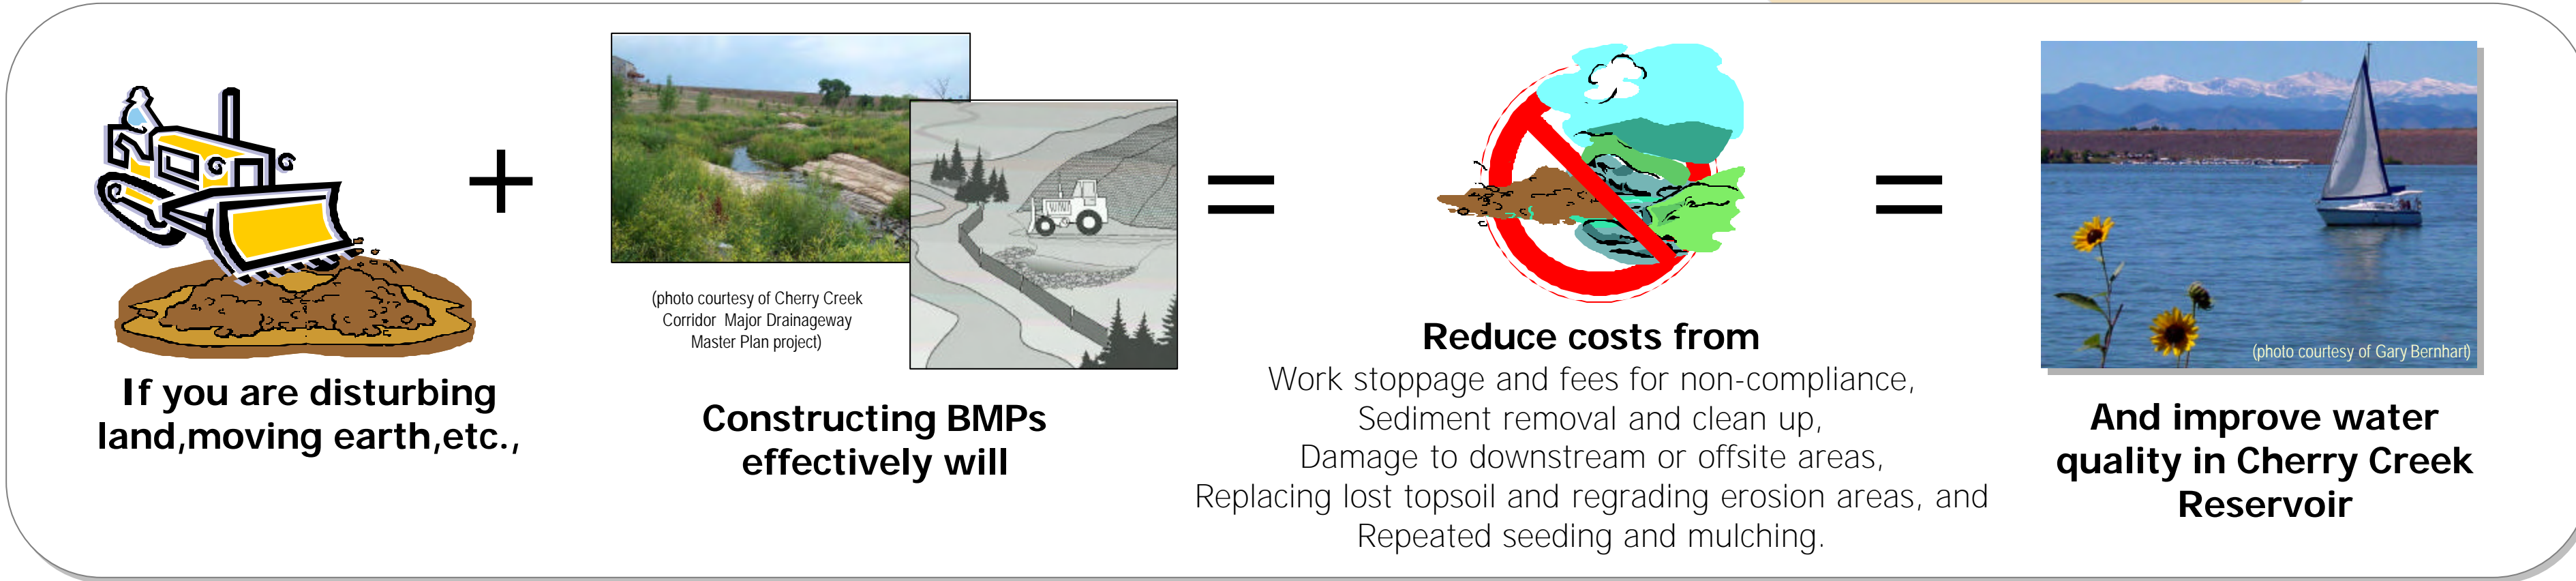 If you are disturbing
land,moving earth,etc.,
+
(photo courtesy of Cherry Creek
Corridor Major Drainageway
Master Plan project)
Constructing BMPs
effectively will
=
Reduce costs from
Work stoppage and fees for non-compliance,
Sediment removal and clean up,
Damage to downstream or offsite areas,
Replacing lost topsoil and regrading erosion areas, and
Repeated seeding and mulching.
=
(photo courtesy of Gary Bernhart)
And improve water
quality in Cherry Creek
Reservoir